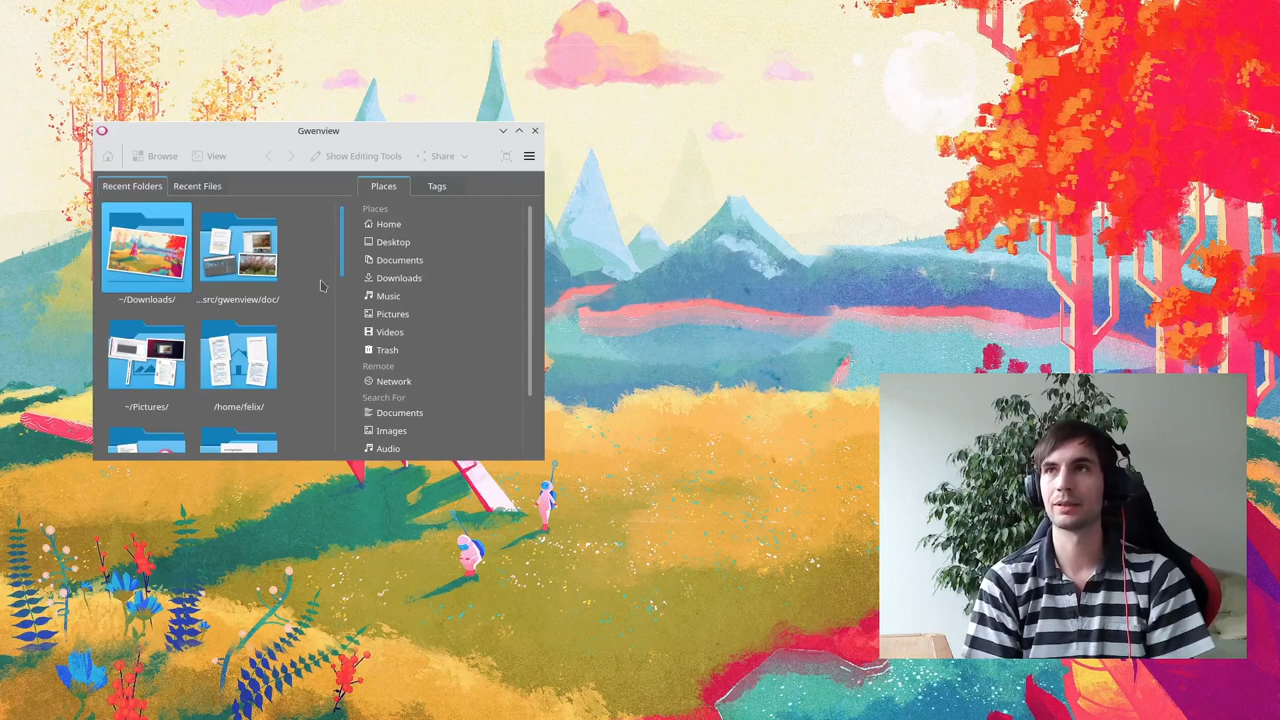 Gwenview
Browse View Show Editing Tools Share
Recent Folders Recent Files Places Tags
~/Downloads/ ...src/gwenview/doc/
~/Pictures/ /home/felix/
Places
Home
Desktop
Documents
Downloads
Music
Pictures
Videos
Trash
Remote
Network
Search For
Documents
Images
Audio